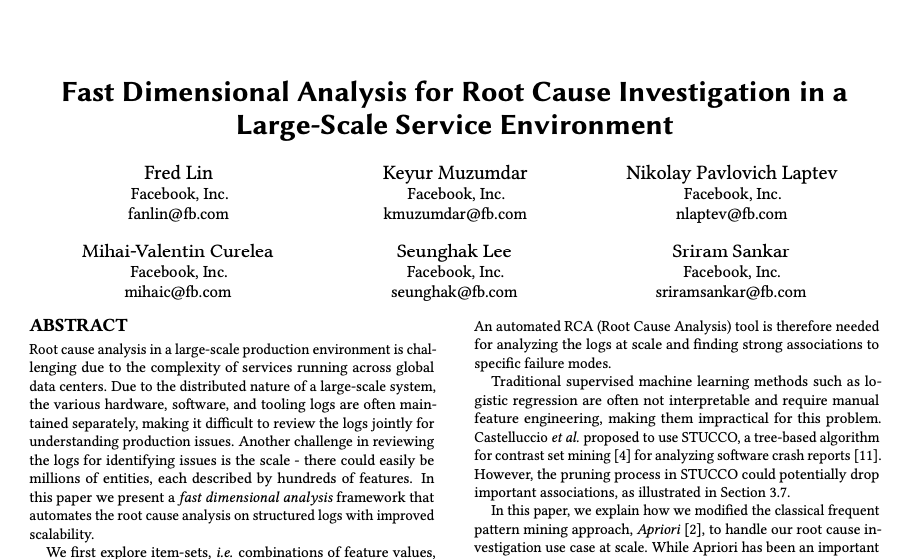 Fast Dimensional Analysis for Root Cause Investigation in a
Large-Scale Service Environment
Fred Lin
Facebook, Inc.
fanlin@fb.com
Keyur Muzumdar
Facebook, Inc.
kmuzumdar@fb.com
Nikolay Pavlovich Laptev
Facebook, Inc.
nlaptev@fb.com
Mihai-Valentin Curelea
Facebook, Inc.
mihaic@fb.com
Seunghak Lee
Facebook, Inc.
seunghak@fb.com
Sriram Sankar
Facebook, Inc.
sriramsankar@fb.com
ABSTRACT
Root cause analysis in a large-scale production environment is chal-
lenging due to the complexity of services running across global
data centers. Due to the distributed nature of a large-scale system,
the various hardware, software, and tooling logs are often main-
tained separately, making it difficult to review the logs jointly for
understanding production issues. Another challenge in reviewing
the logs for identifying issues is the scale - there could easily be
millions of entities, each described by hundreds of features. In
this paper we present a fast dimensional analysis framework that
automates the root cause analysis on structured logs with improved
scalability.
We first explore item-sets, i.e. combinations of feature values,
An automated RCA (Root Cause Analysis) tool is therefore needed
for analyzing the logs at scale and finding strong associations to
specific failure modes.
Traditional supervised machine learning methods such as lo-
gistic regression are often not interpretable and require manual
feature engineering, making them impractical for this problem.
Castelluccio et al. proposed to use STUCCO, a tree-based algorithm
for contrast set mining [4] for analyzing software crash reports [11].
However, the pruning process in STUCCO could potentially drop
important associations, as illustrated in Section 3.7.
In this paper, we explain how we modified the classical frequent
pattern mining approach, Apriori [2], to handle our root cause in-
vestigation use case at scale. While Apriori has been an important